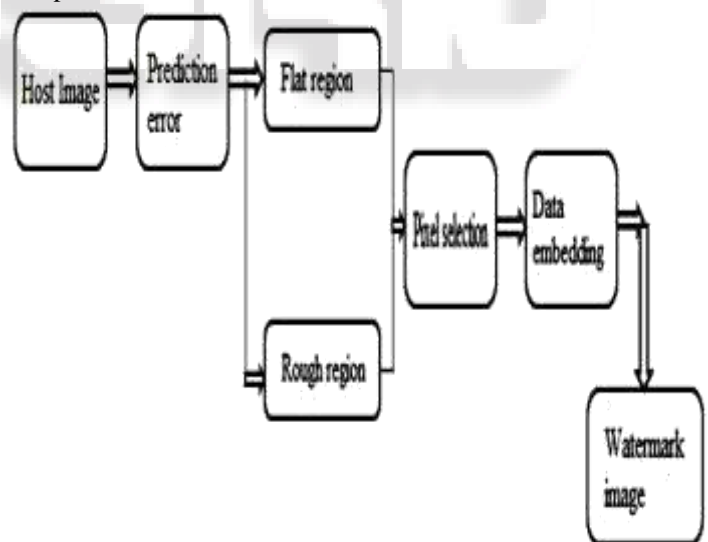 Host Image
Prediction
error
Flat region
Pixel selection
Data
embedding
Rough region
Watermark
image